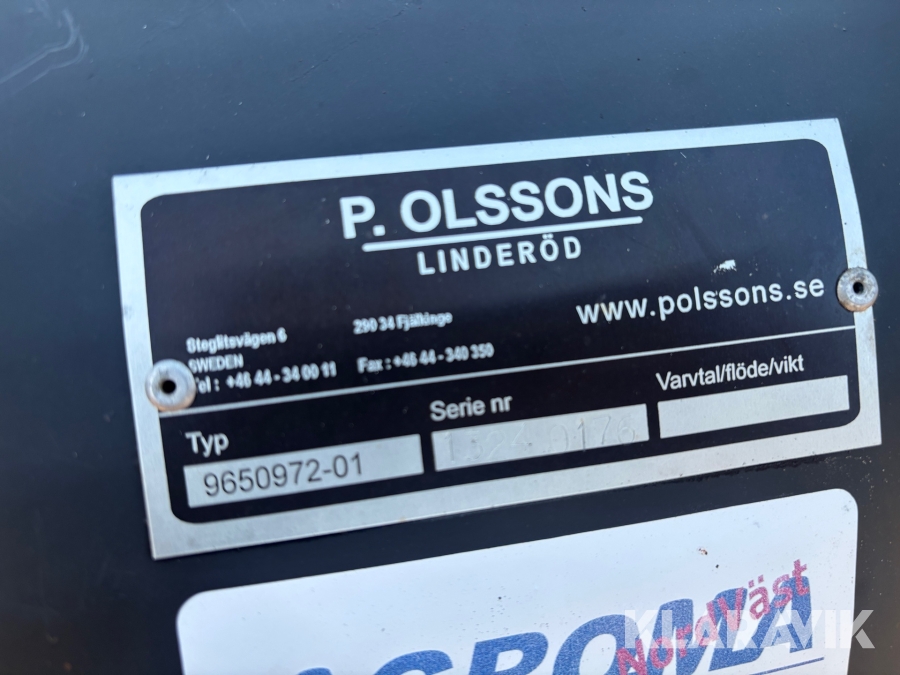 P. OLSSONS
LINDERÖD
www.polssons.se
Steglitsvägen 6 290 34 Fjälkinge
SWEDEN
Tel : +46 44 - 34 00 11 Fax : +46 44 - 340 350
Typ Serie nr Varvtal/flöde/vikt
9650972-01
NordVäst
KLARAVIK